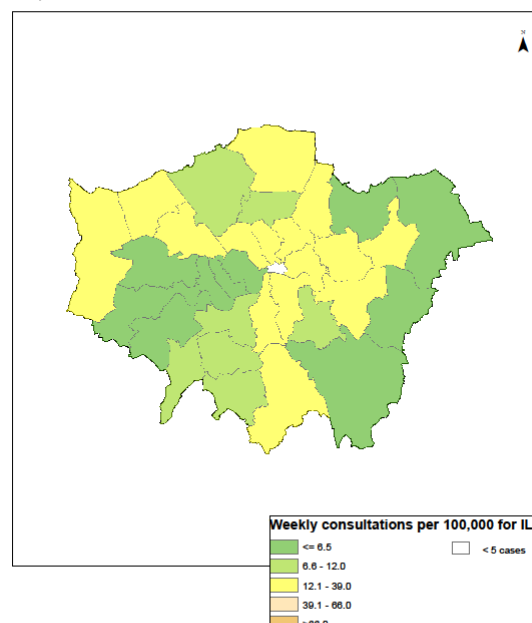 N
Weekly consultations per 100,000 for IL
<= 6.5
< 5 cases
6.6 - 12.0
12.1 - 39.0
39.1 - 66.0